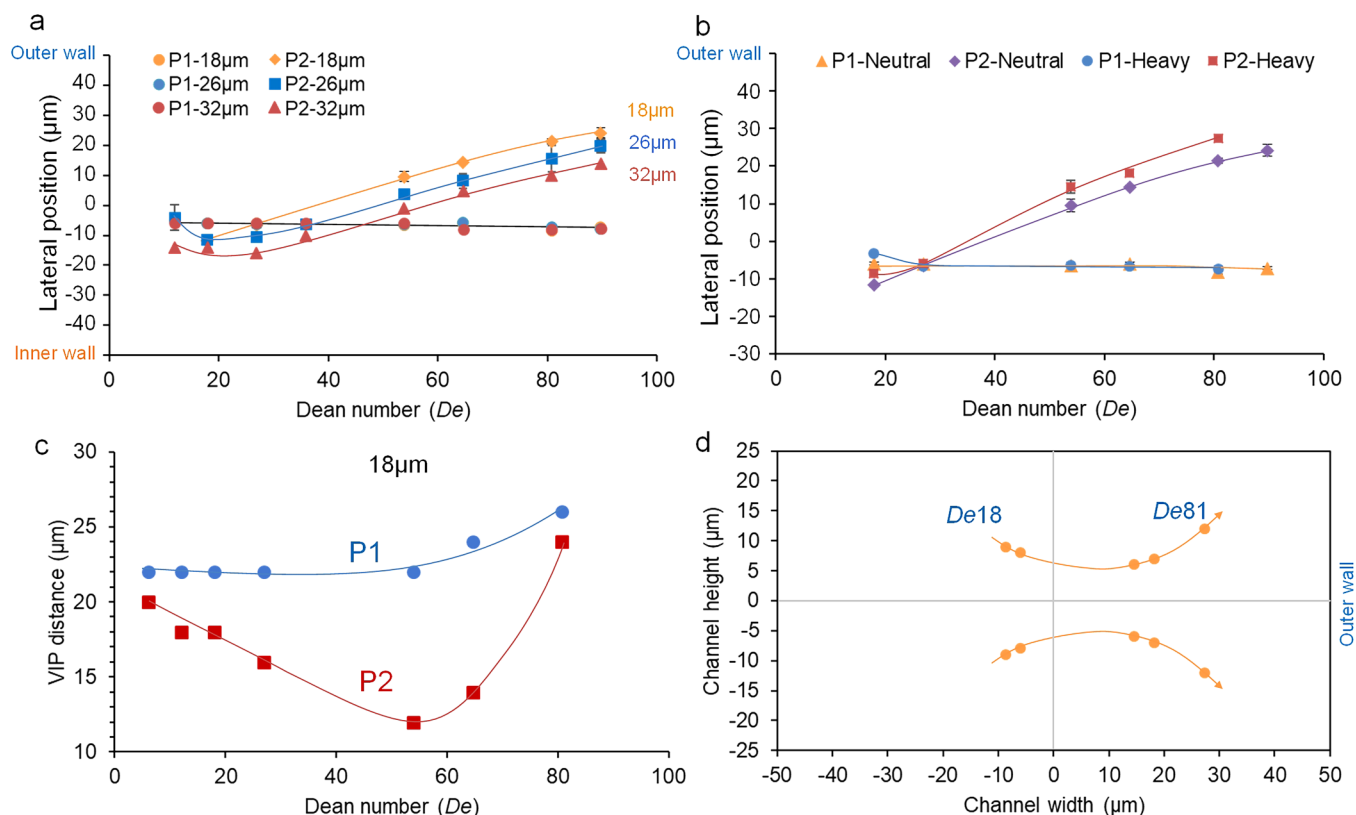 a
Outer wall
50
40
30
20
10
0
-10
-20
-30
-40
Inner wall
-50
Lateral position (µm)
P1-18µm
P2-18µm
P1-26µm
P2-26µm
P1-32µm
P2-32µm
18µm
26µm
32µm
0
20
40
60
80
100
Dean number (De)
b
Outer wall
50
40
30
20
10
0
-10
-20
-30
Lateral position (µm)
P1-Neutral
P2-Neutral
P1-Heavy
P2-Heavy
0
20
40
60
80
100
Dean number (De)
c
30
25
20
15
10
VIP distance (µm)
18µm
P1
P2
0
20
40
60
80
100
Dean number (De)
d
25
20
15
10
5
0
-5
-10
-15
-20
-25
Channel height (µm)
De18
De81
Outer wall
-50
-40
-30
-20
-10
0
10
20
30
40
50
Channel width (µm)